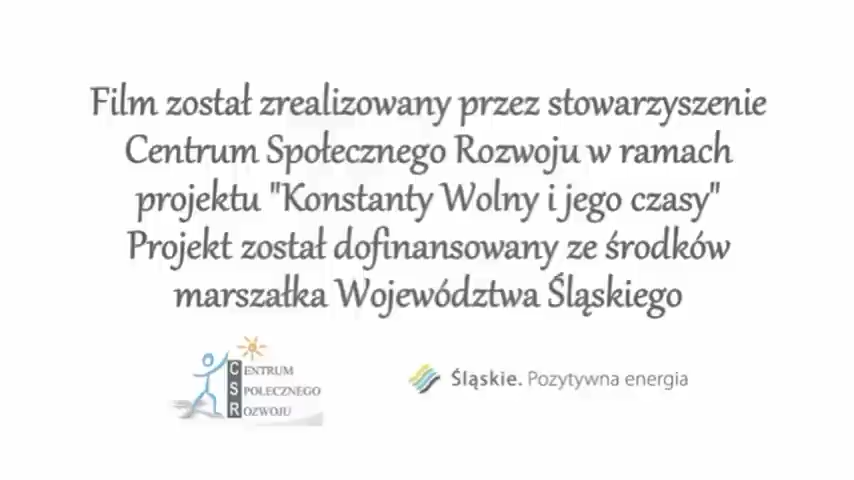 Film został zrealizowany przez stowarzyszenie
Centrum Społecznego Rozwoju w ramach
projektu "Konstanty Wolny i jego czasy"
Projekt został dofinansowany ze środków
marszałka Województwa Śląskiego
CENTRUM
SPOŁECZNEGO
ROZWOJU
Śląskie. Pozytywna energia